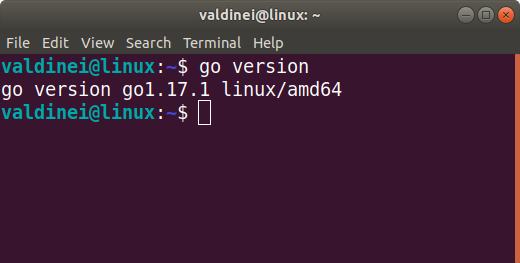 valdinei@linux: ~
File Edit View Search Terminal Help
valdinei@linux:~$ go version
go version go1.17.1 linux/amd64
valdinei@linux:~$